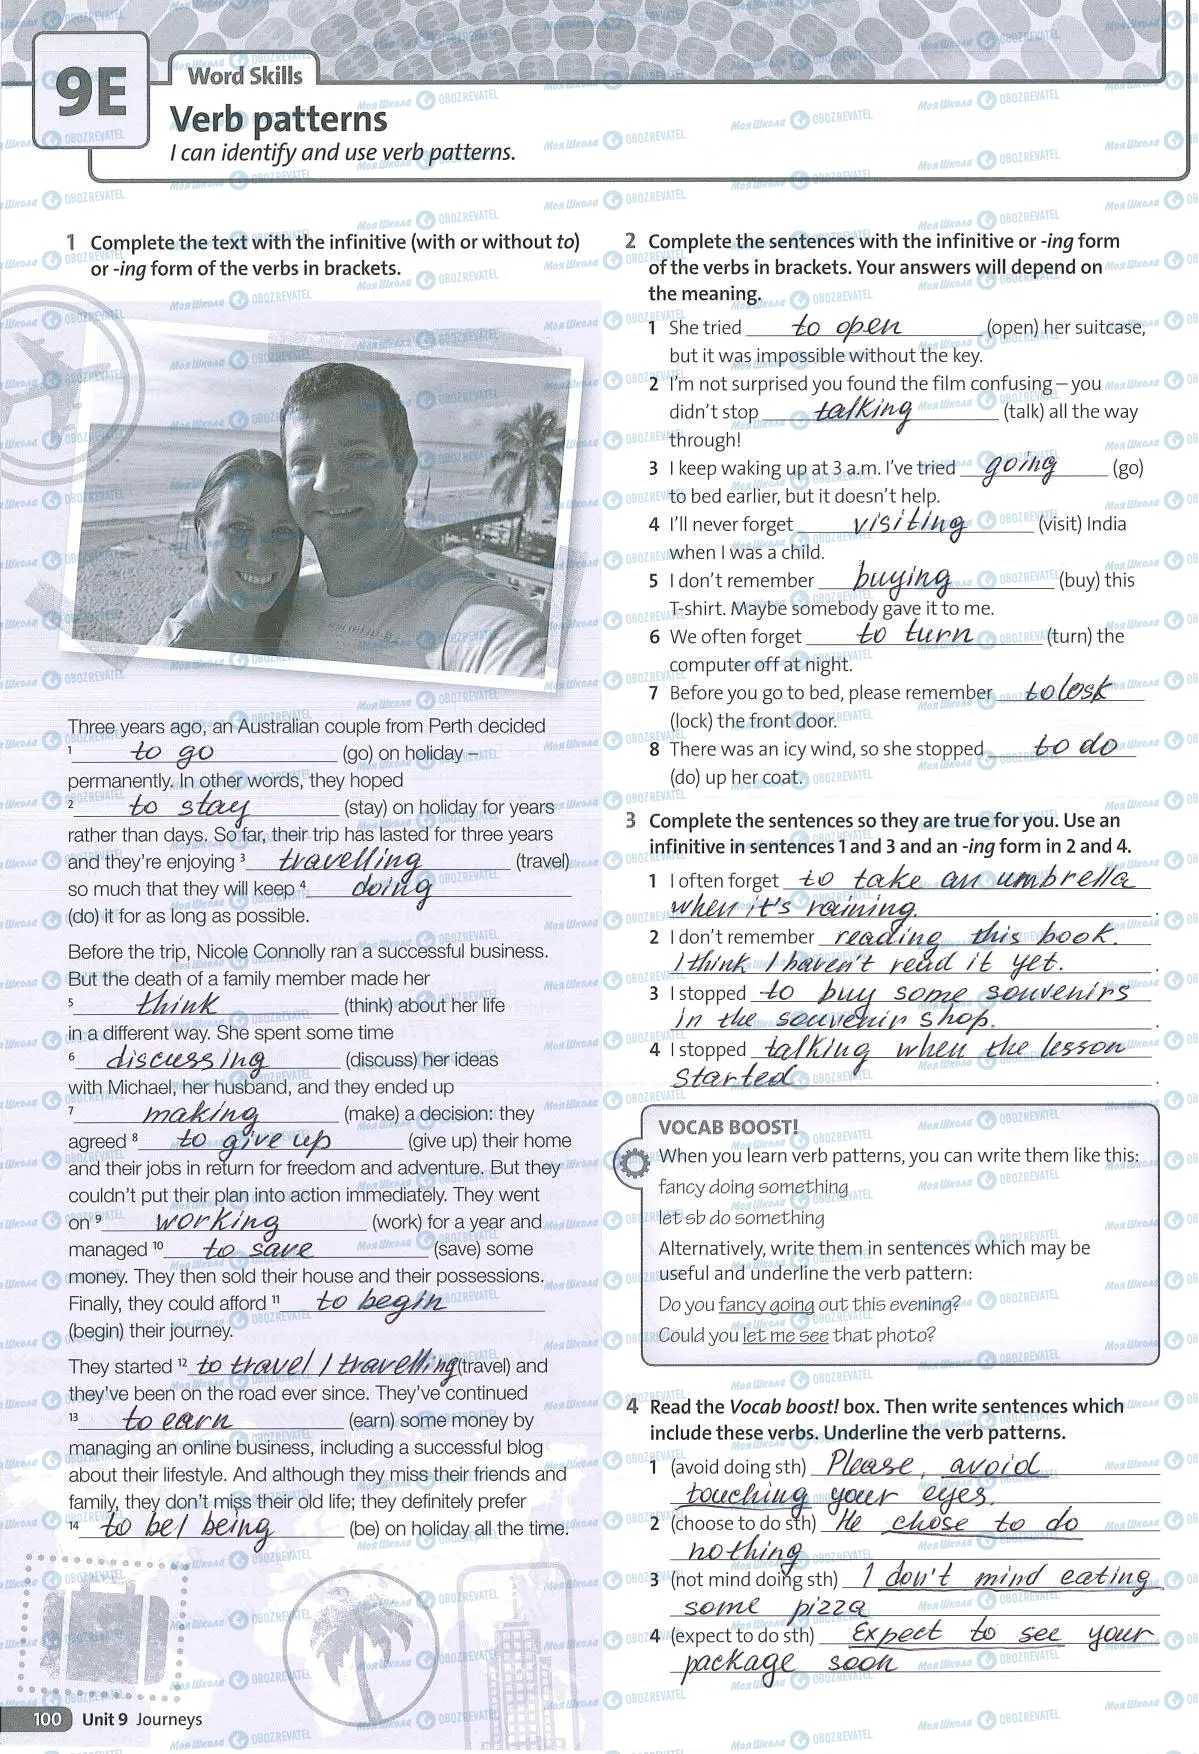 9E
Word Skills
Verb patterns
I can identify and use verb patterns.
1 Complete the text with the infinitive (with or without to)
or -ing form of the verbs in brackets.
Three years ago, an Australian couple from Perth decided
1 to go (go) on holiday –
permanently. In other words, they hoped
2 to stay (stay) on holiday for years
rather than days. So far, their trip has lasted for three years
and they're enjoying 3 travelling (travel)
so much that they will keep 4 doing
(do) it for as long as possible.
Before the trip, Nicole Connolly ran a successful business.
But the death of a family member made her
5 think (think) about her life
in a different way. She spent some time
6 discussing (discuss) her ideas
with Michael, her husband, and they ended up
7 making (make) a decision: they
agreed 8 to give up (give up) their home
and their jobs in return for freedom and adventure. But they
couldn't put their plan into action immediately. They went
on 9 working (work) for a year and
managed 10 to save (save) some
money. They then sold their house and their possessions.
Finally, they could afford 11 to begin
(begin) their journey.
They started 12 to travel / travelling (travel) and
they've been on the road ever since. They've continued
13 to earn (earn) some money by
managing an online business, including a successful blog
about their lifestyle. And although they miss their friends and
family, they don't miss their old life; they definitely prefer
14 to be / being (be) on holiday all the time.
100 Unit 9 Journeys
2 Complete the sentences with the infinitive or -ing form
of the verbs in brackets. Your answers will depend on
the meaning.
1 She tried to open (open) her suitcase,
but it was impossible without the key.
2 I'm not surprised you found the film confusing – you
didn't stop talking (talk) all the way
through!
3 I keep waking up at 3 a.m. I've tried going (go)
to bed earlier, but it doesn't help.
4 I'll never forget visiting (visit) India
when I was a child.
5 I don't remember buying (buy) this
T-shirt. Maybe somebody gave it to me.
6 We often forget to turn (turn) the
computer off at night.
7 Before you go to bed, please remember to losk
(lock) the front door.
8 There was an icy wind, so she stopped to do
(do) up her coat.
3 Complete the sentences so they are true for you. Use an
infinitive in sentences 1 and 3 and an -ing form in 2 and 4.
1 I often forget to take an umbrella
when it's raining.
2 I don't remember reading this book.
I think I haven't read it yet.
3 I stopped to buy some souvenirs
in the souvenir shop.
4 I stopped talking when the lesson
started
VOCAB BOOST!
When you learn verb patterns, you can write them like this:
fancy doing something
let sb do something
Alternatively, write them in sentences which may be
useful and underline the verb pattern:
Do you fancy going out this evening?
Could you let me see that photo?
4 Read the Vocab boost! box. Then write sentences which
include these verbs. Underline the verb patterns.
1 (avoid doing sth) Please, avoid
touching your eyes.
2 (choose to do sth) He chose to do
nothing
3 (not mind doing sth) I don't mind eating
some pizza
4 (expect to do sth) Expect to see your
package soon
Моя Школа OBOZREVATEL